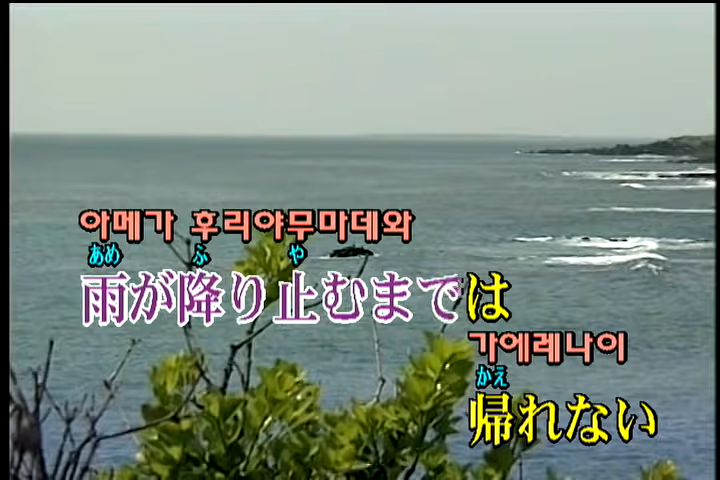 아메가 후리야무마데와
あめ ふ や
雨が降り止むまでは
가에레나이
かえ
帰れない